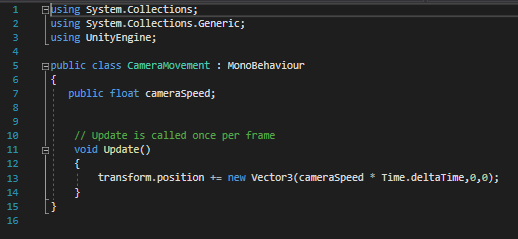 1 using System.Collections;
2 using System.Collections.Generic;
3 using UnityEngine;
4
5 public class CameraMovement : MonoBehaviour
6 {
7 public float cameraSpeed;
8
9
10 // Update is called once per frame
11 void Update()
12 {
13 transform.position += new Vector3(cameraSpeed * Time.deltaTime,0,0);
14 }
15 }
16